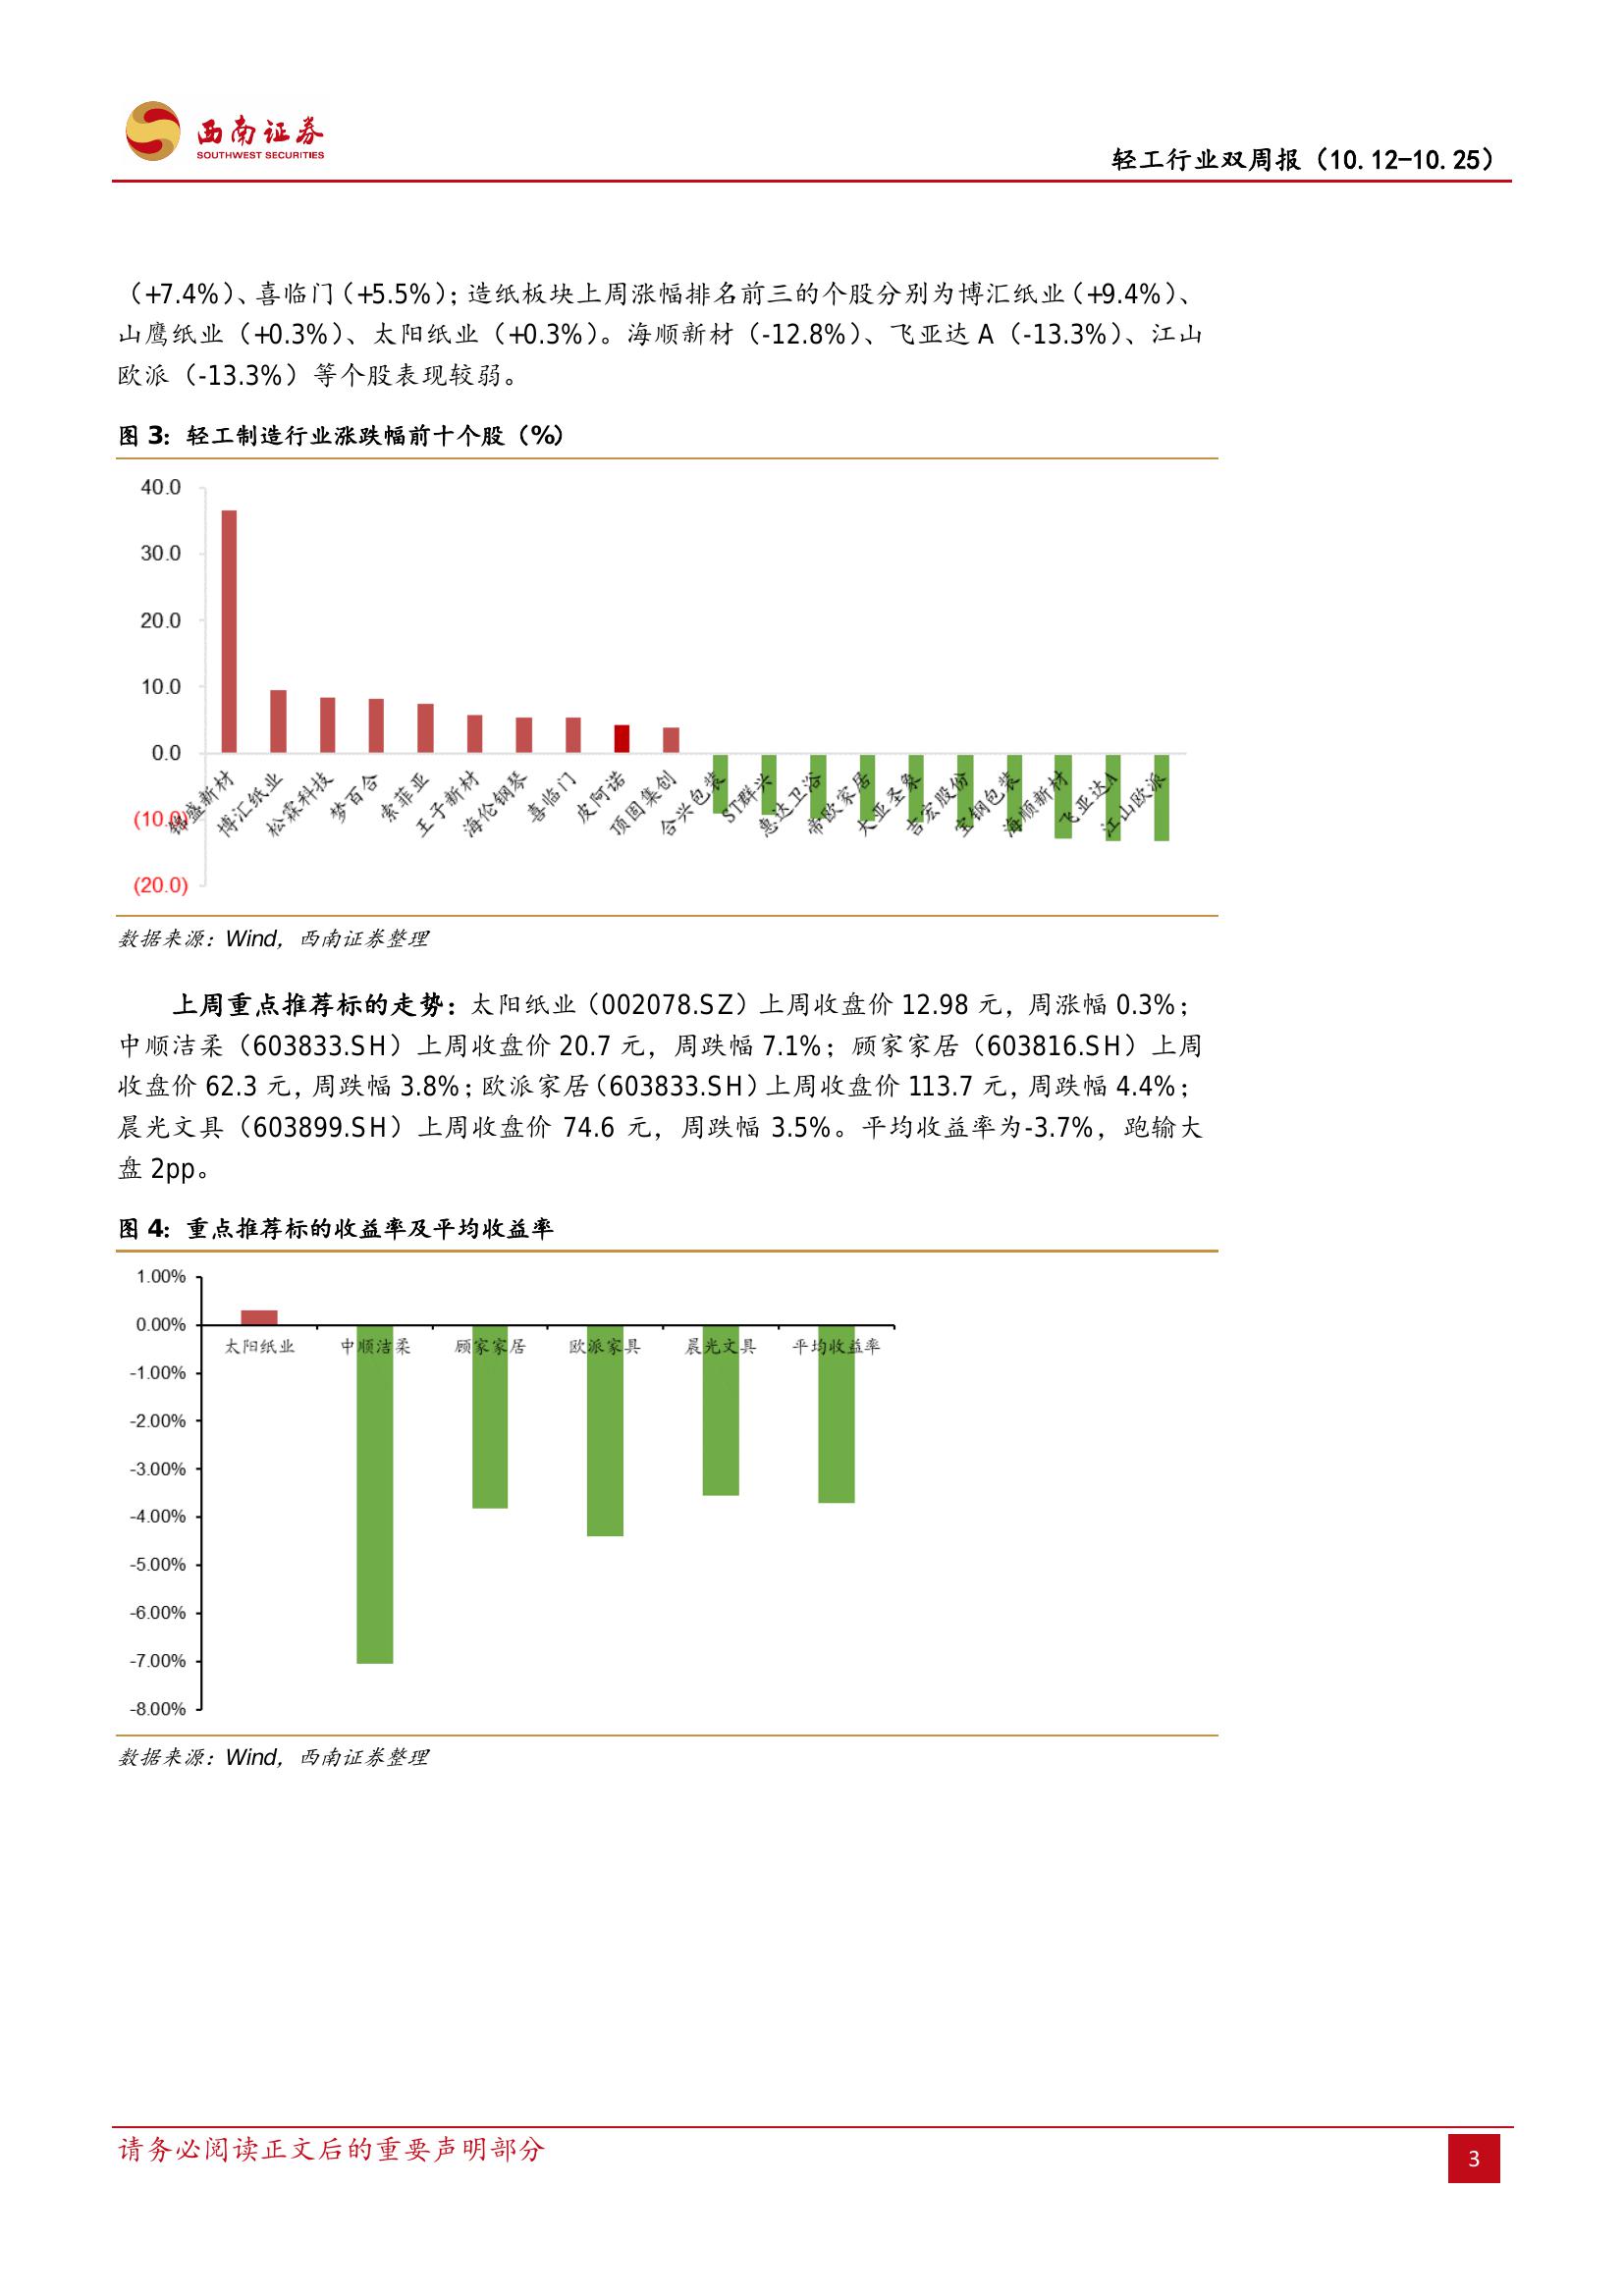 西南证券
SOUTHWEST SECURITIES
轻工行业双周报（10.12-10.25）
（+7.4%）、喜临门（+5.5%）；造纸板块上周涨幅排名前三的个股分别为博汇纸业（+9.4%）、
山鹰纸业（+0.3%）、太阳纸业（+0.3%）。海顺新材（-12.8%）、飞亚达 A（-13.3%）、江山
欧派（-13.3%）等个股表现较弱。
图 3：轻工制造行业涨跌幅前十个股（%）
40.0
30.0
20.0
10.0
0.0
(10.0)
(20.0)
锦盛新材
博汇纸业
松霖科技
梦百合
索菲亚
王子新材
海伦钢琴
喜临门
皮阿诺
顶固集创
合兴包装
ST群兴
惠达卫浴
帝欧家居
大亚圣象
吉宏股份
宝钢包装
海顺新材
飞亚达A
江山欧派
数据来源：Wind，西南证券整理
上周重点推荐标的走势：太阳纸业（002078.SZ）上周收盘价 12.98 元，周涨幅 0.3%；
中顺洁柔（603833.SH）上周收盘价 20.7 元，周跌幅 7.1%；顾家家居（603816.SH）上周
收盘价 62.3 元，周跌幅 3.8%；欧派家居（603833.SH）上周收盘价 113.7 元，周跌幅 4.4%；
晨光文具（603899.SH）上周收盘价 74.6 元，周跌幅 3.5%。平均收益率为-3.7%，跑输大
盘 2pp。
图 4：重点推荐标的收益率及平均收益率
1.00%
0.00%
-1.00%
-2.00%
-3.00%
-4.00%
-5.00%
-6.00%
-7.00%
-8.00%
太阳纸业
中顺洁柔
顾家家居
欧派家具
晨光文具
平均收益率
数据来源：Wind，西南证券整理
请务必阅读正文后的重要声明部分
3